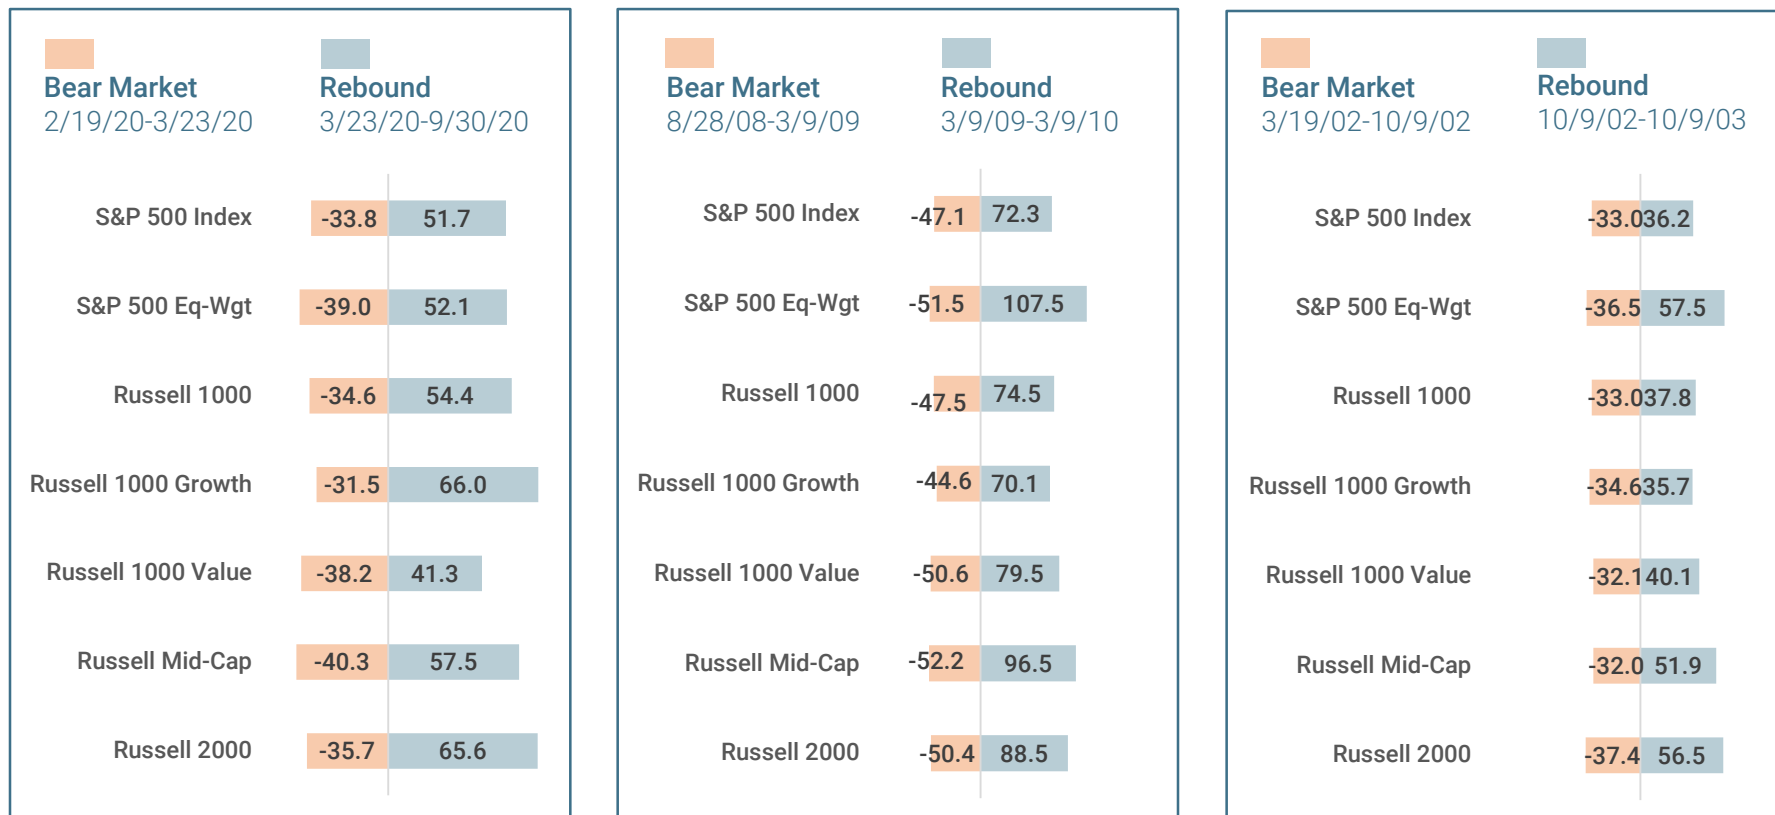 Bear Market
2/19/20-3/23/20
Rebound
3/23/20-9/30/20
S&P 500 Index -33.8 51.7
S&P 500 Eq-Wgt -39.0 52.1
Russell 1000 -34.6 54.4
Russell 1000 Growth -31.5 66.0
Russell 1000 Value -38.2 41.3
Russell Mid-Cap -40.3 57.5
Russell 2000 -35.7 65.6
Bear Market
8/28/08-3/9/09
Rebound
3/9/09-3/9/10
S&P 500 Index -47.1 72.3
S&P 500 Eq-Wgt -51.5 107.5
Russell 1000 -47.5 74.5
Russell 1000 Growth -44.6 70.1
Russell 1000 Value -50.6 79.5
Russell Mid-Cap -52.2 96.5
Russell 2000 -50.4 88.5
Bear Market
3/19/02-10/9/02
Rebound
10/9/02-10/9/03
S&P 500 Index -33.0 36.2
S&P 500 Eq-Wgt -36.5 57.5
Russell 1000 -33.0 37.8
Russell 1000 Growth -34.6 35.7
Russell 1000 Value -32.1 40.1
Russell Mid-Cap -32.0 51.9
Russell 2000 -37.4 56.5